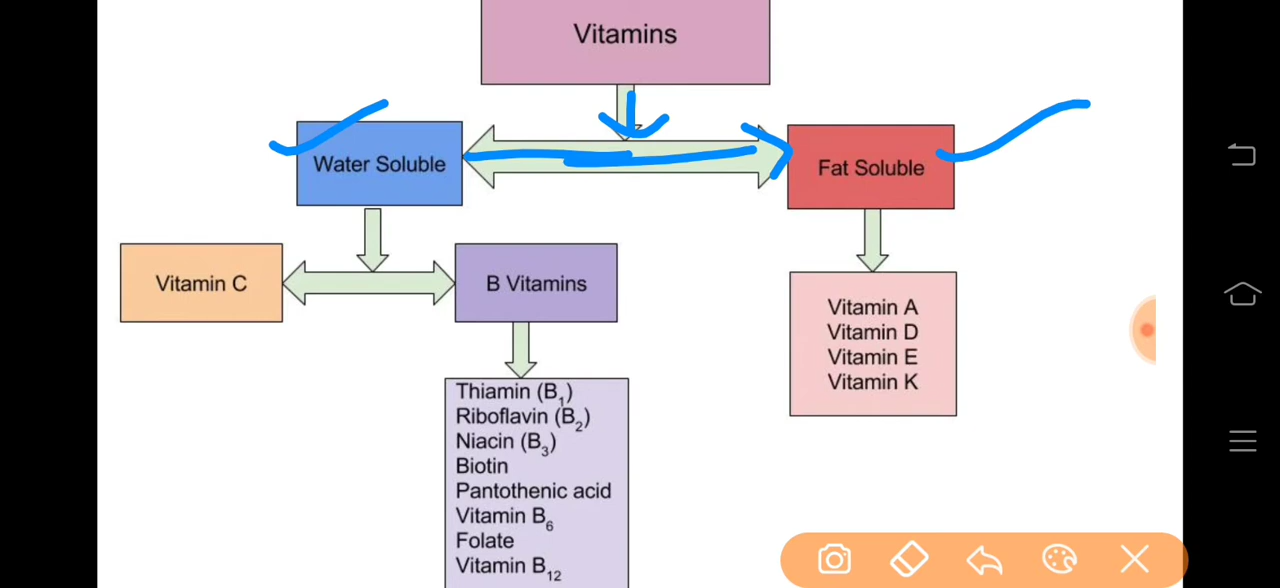 Vitamins
Water Soluble
Fat Soluble
Vitamin C
B Vitamins
Vitamin A
Vitamin D
Vitamin E
Vitamin K
Thiamin (B₁)
Riboflavin (B₂)
Niacin (B₃)
Biotin
Pantothenic acid
Vitamin B₆
Folate
Vitamin B₁₂